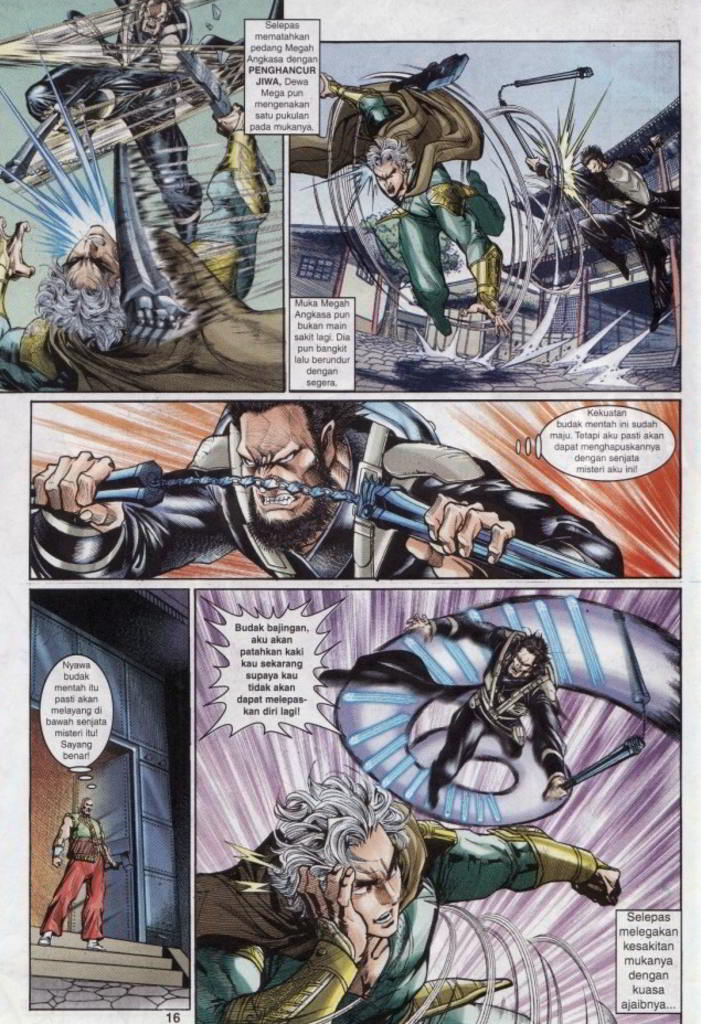 Selepas
mematahkan
pedang Megah
Angkasa dengan
PENGHANCUR
JIWA, Dewa
Mega pun
mengenakan
satu pukulan
pada mukanya.
Muka Megah
Angkasa pun
bukan main
sakit lagi. Dia
pun bangkit
lalu berundur
dengan
segera.
Kekuatan
budak mentah ini sudah
maju. Tetapi aku pasti akan
dapat menghapuskannya
dengan senjata
misteri aku ini!
Nyawa
budak
mentah itu
pasti akan
melayang di
bawah senjata
misteri itu!
Sayang
benar!
Budak bajingan,
aku akan
patahkan kaki
kau sekarang
supaya kau
tidak akan
dapat melepas-
kan diri lagi!
Selepas
melegakan
kesakitan
mukanya
dengan
kuasa
ajaibnya...
16